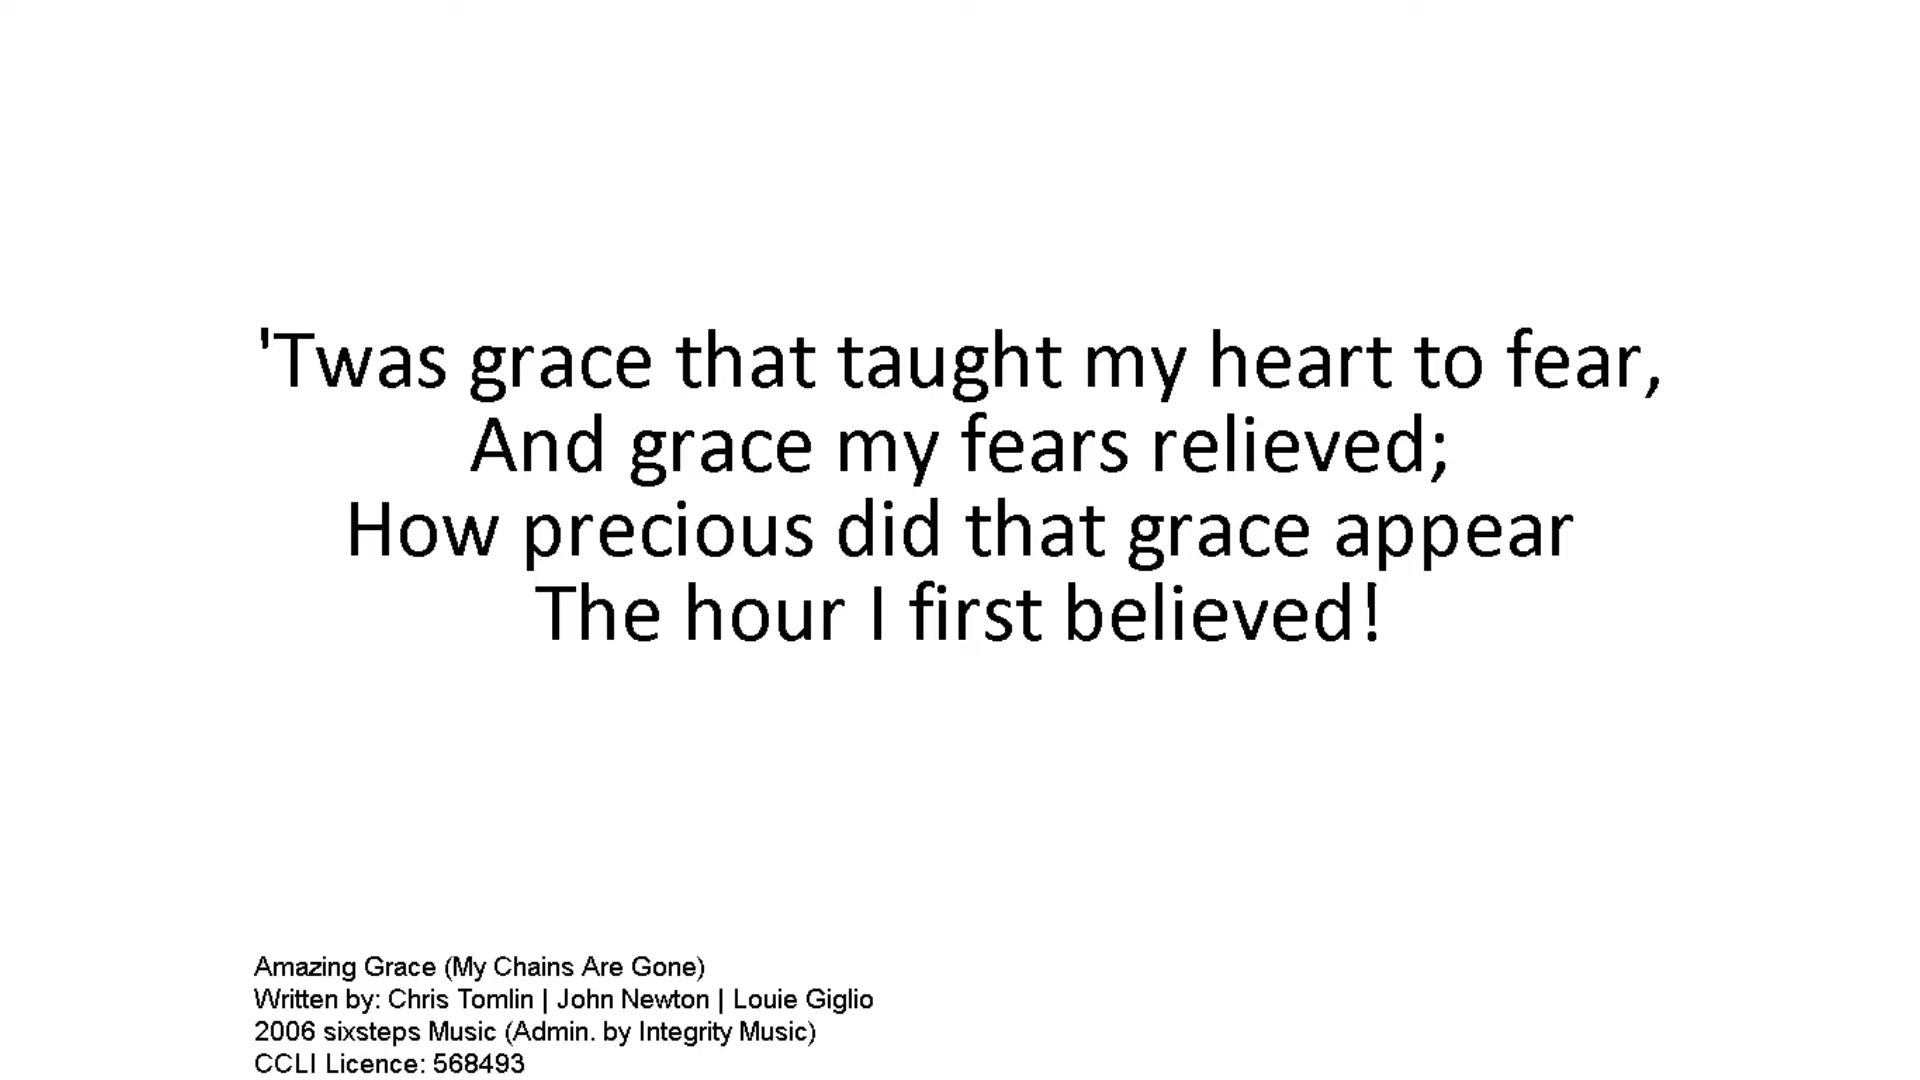 'Twas grace that taught my heart to fear,
And grace my fears relieved;
How precious did that grace appear
The hour I first believed!
Amazing Grace (My Chains Are Gone)
Written by: Chris Tomlin | John Newton | Louie Giglio
2006 sixsteps Music (Admin. by Integrity Music)
CCLI Licence: 568493